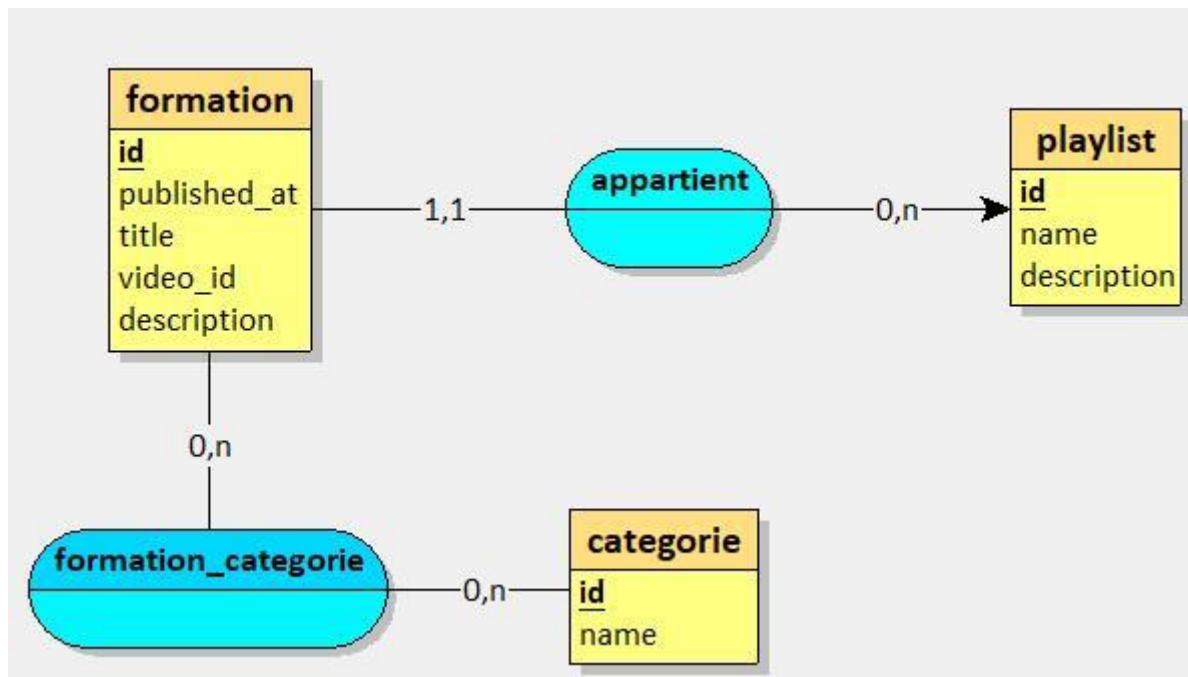 formation
id
published_at
title
video_id
description
1,1
appartient
0,n
playlist
id
name
description
0,n
formation_categorie
0,n
categorie
id
name